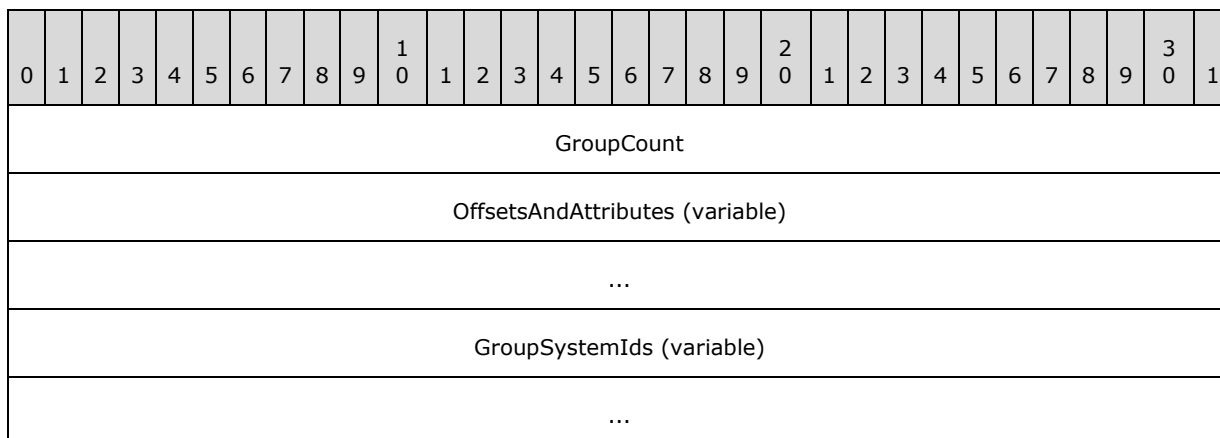 0 1 2 3 4 5 6 7 8 9 1 0 1 2 3 4 5 6 7 8 9 2 0 1 2 3 4 5 6 7 8 9 3 0 1
GroupCount
OffsetsAndAttributes (variable)
...
GroupSystemIds (variable)
...